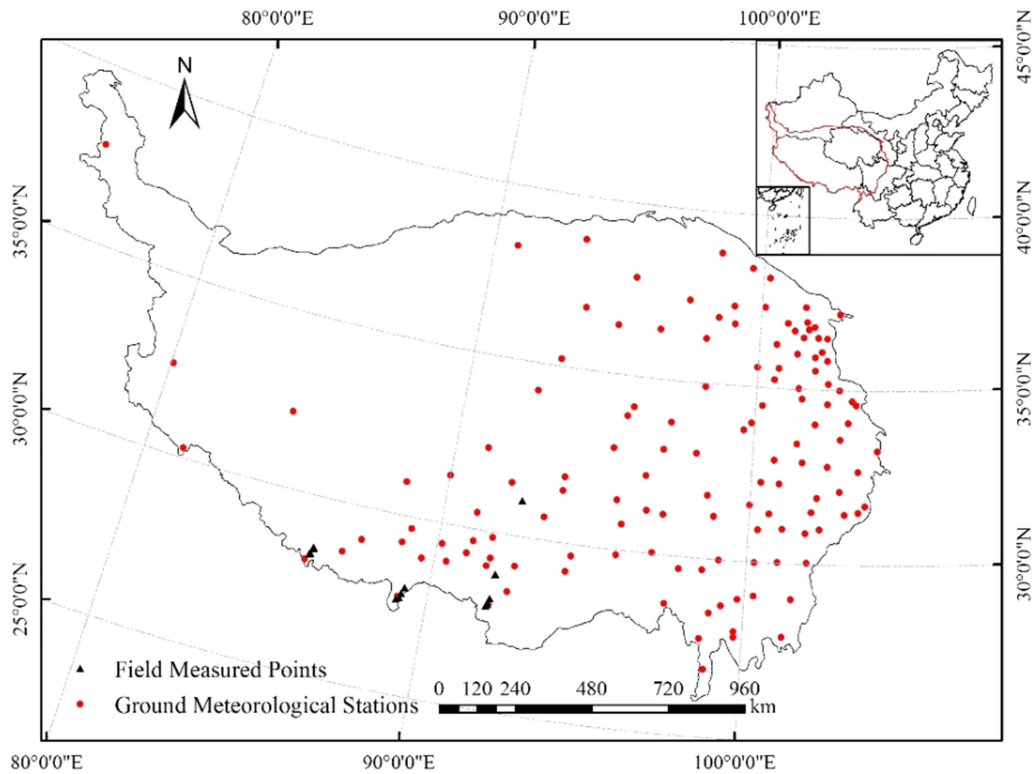 80°0'0"E 90°0'0"E 100°0'0"E
45°0'0"N
N
35°0'0"N
40°0'0"N
30°0'0"N
35°0'0"N
25°0'0"N
30°0'0"N
Field Measured Points
Ground Meteorological Stations
0 120 240 480 720 960
km
80°0'0"E 90°0'0"E 100°0'0"E